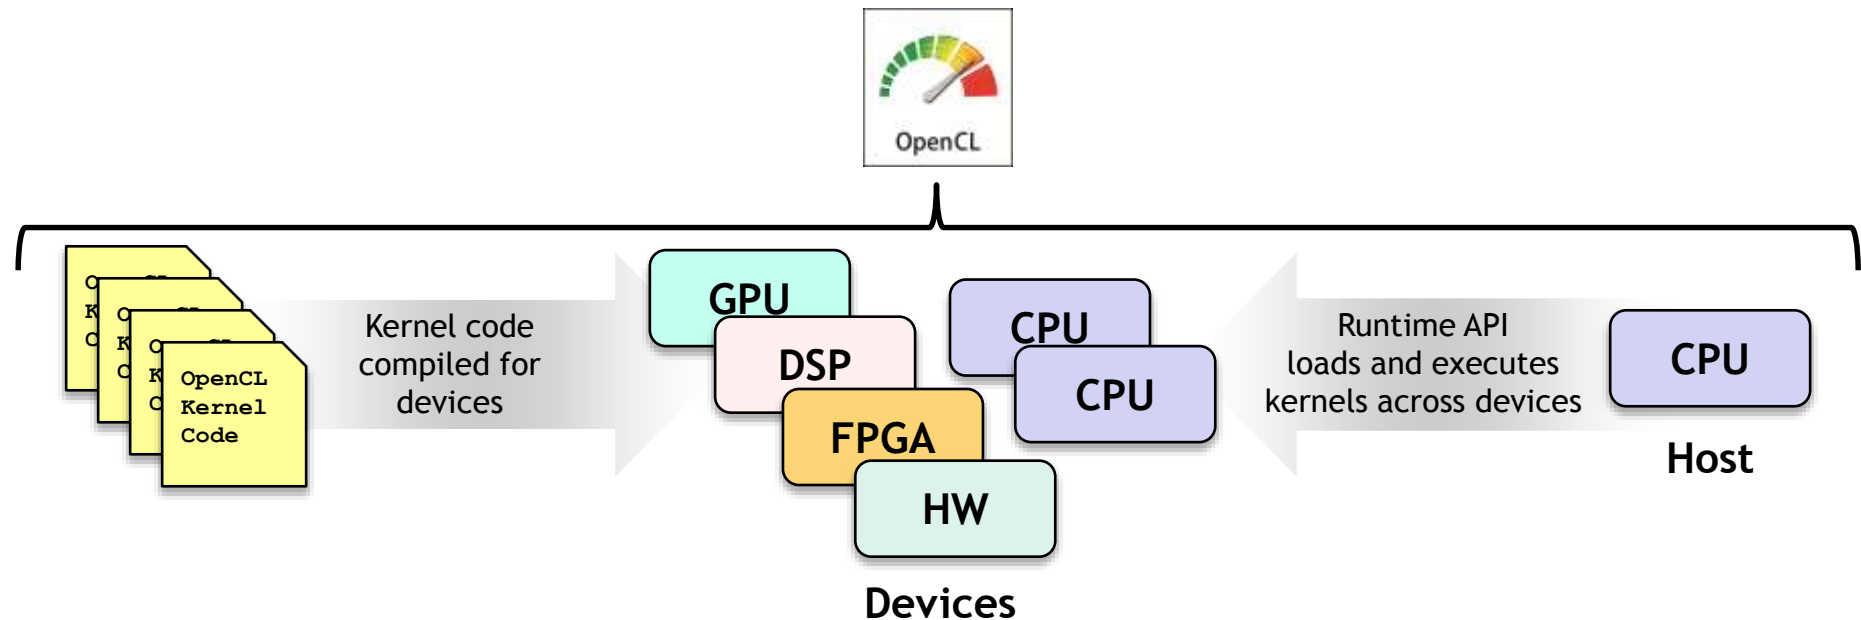 OpenCL
OpenCL
Kernel
Code
Kernel code
compiled for
devices
GPU
DSP
FPGA
HW
CPU
CPU
Devices
Runtime API
loads and executes
kernels across devices
CPU
Host